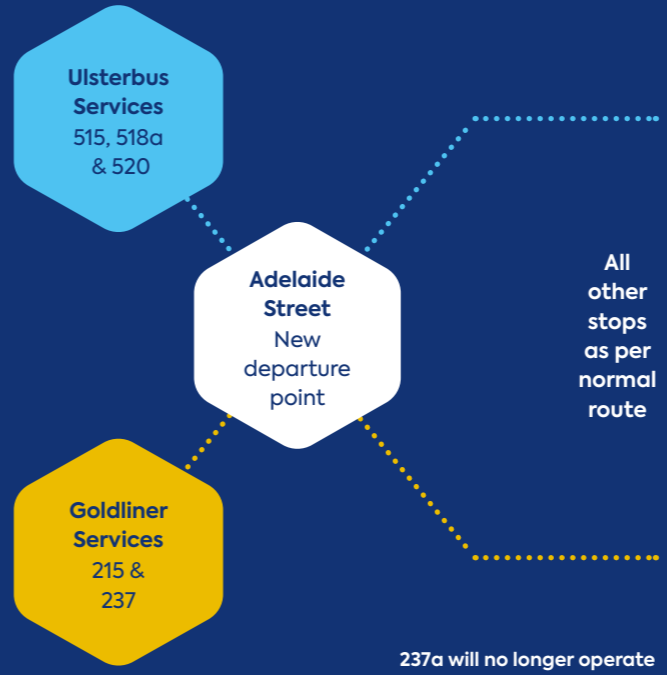 Ulsterbus
Services
515, 518a
& 520
Adelaide
Street
New
departure
point
All
other
stops
as per
normal
route
Goldliner
Services
215 &
237
237a will no longer operate